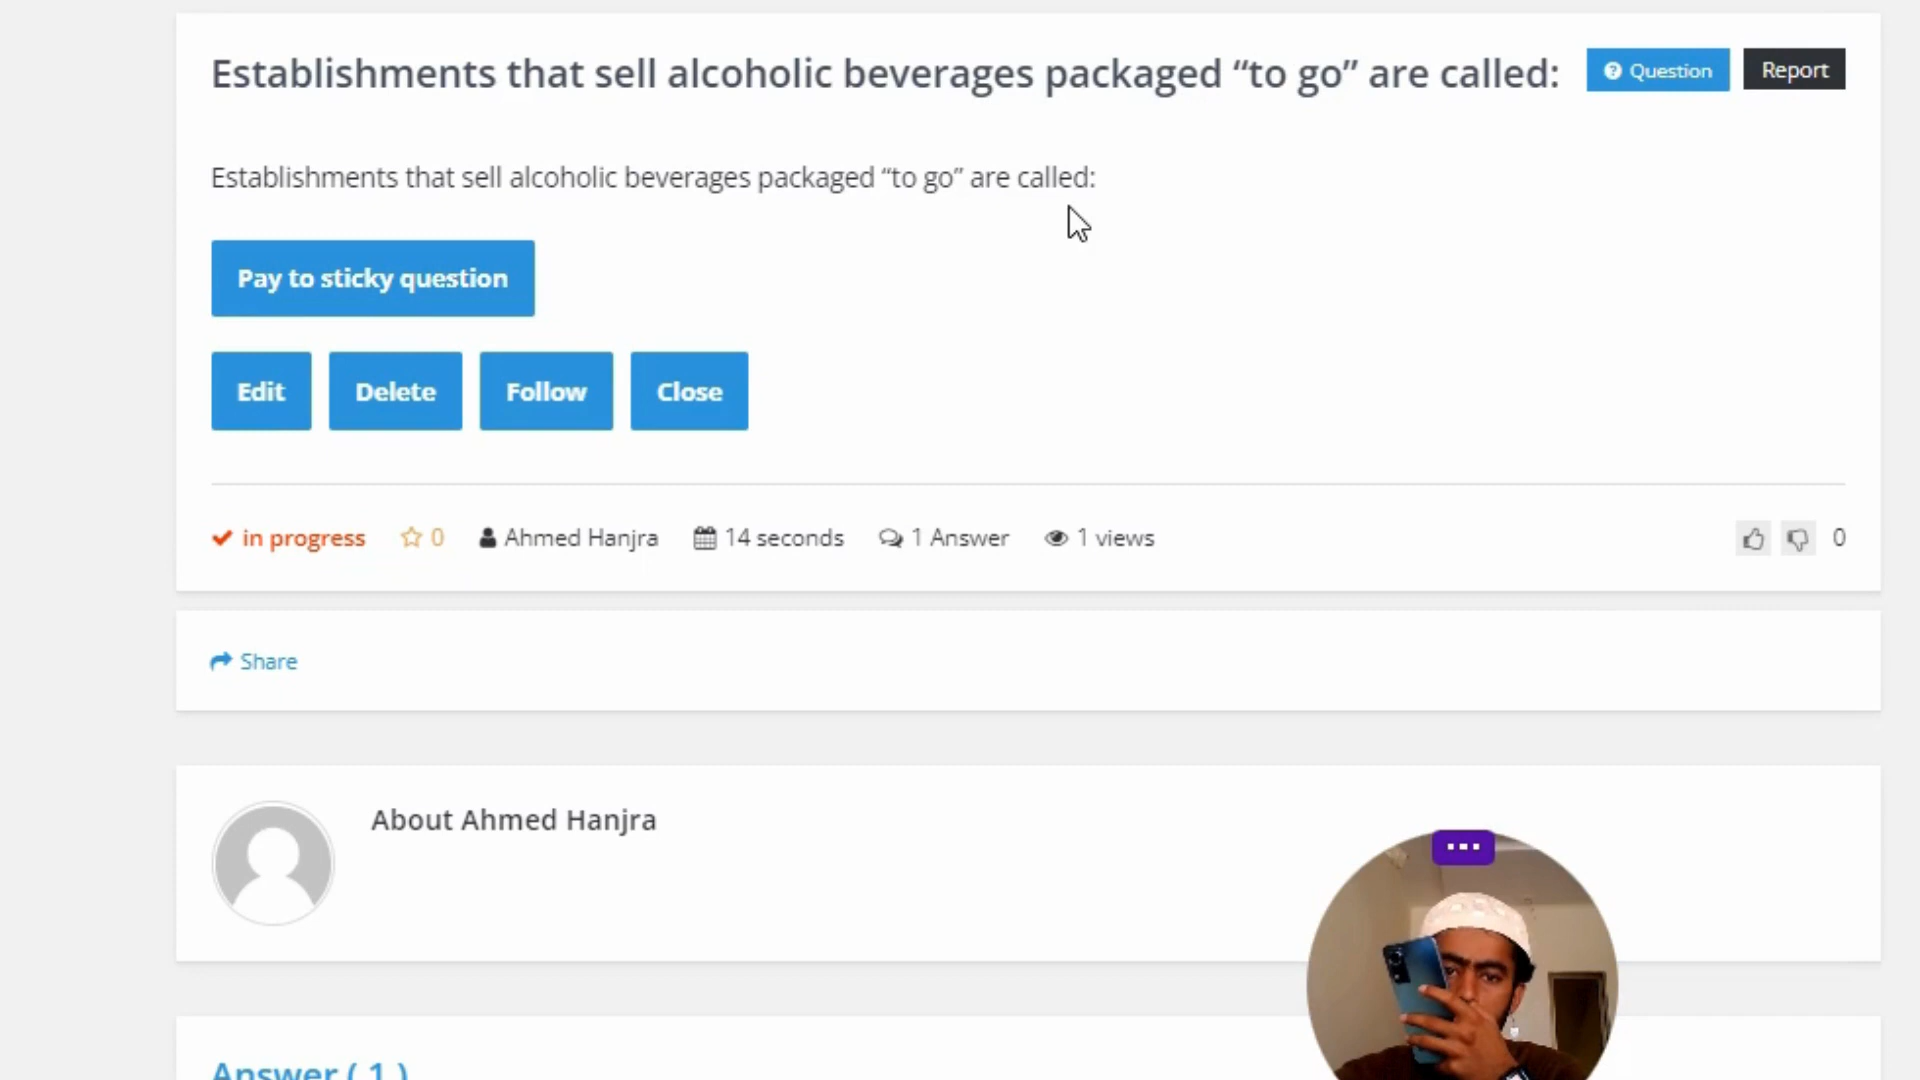 Establishments that sell alcoholic beverages packaged “to go” are called:
Question
Report
Establishments that sell alcoholic beverages packaged “to go” are called:
Pay to sticky question
Edit
Delete
Follow
Close
in progress
0
Ahmed Hanjra
14 seconds
1 Answer
1 views
0
Share
About Ahmed Hanjra
Answer ( 1 )